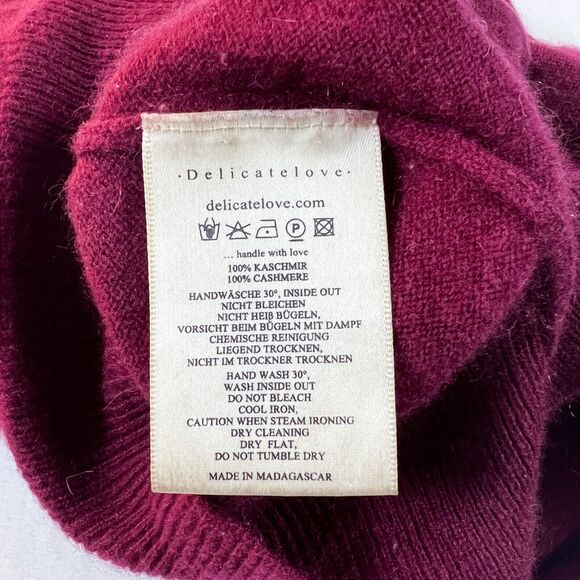 · Delicatelove ·
delicatelove.com
... handle with love
100% KASCHMIR
100% CASHMERE
HANDWÄSCHE 30°, INSIDE OUT
NICHT BLEICHEN
NICHT HEIß BÜGELN,
VORSICHT BEIM BÜGELN MIT DAMPF
CHEMISCHE REINIGUNG
LIEGEND TROCKNEN,
NICHT IM TROCKNER TROCKNEN
HAND WASH 30°,
WASH INSIDE OUT
DO NOT BLEACH
COOL IRON,
CAUTION WHEN STEAM IRONING
DRY CLEANING
DRY FLAT,
DO NOT TUMBLE DRY
MADE IN MADAGASCAR